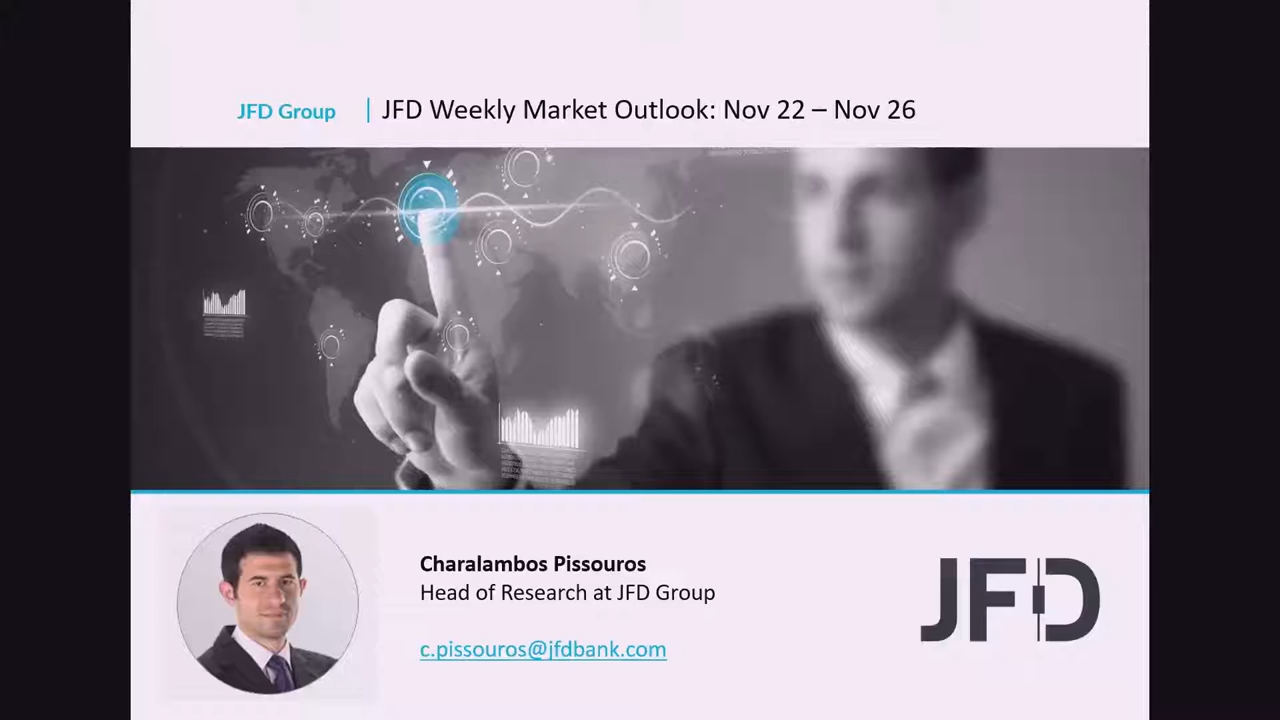 JFD Group | JFD Weekly Market Outlook: Nov 22 – Nov 26
Charalambos Pissouros
Head of Research at JFD Group
c.pissouros@jfdbank.com
JFD